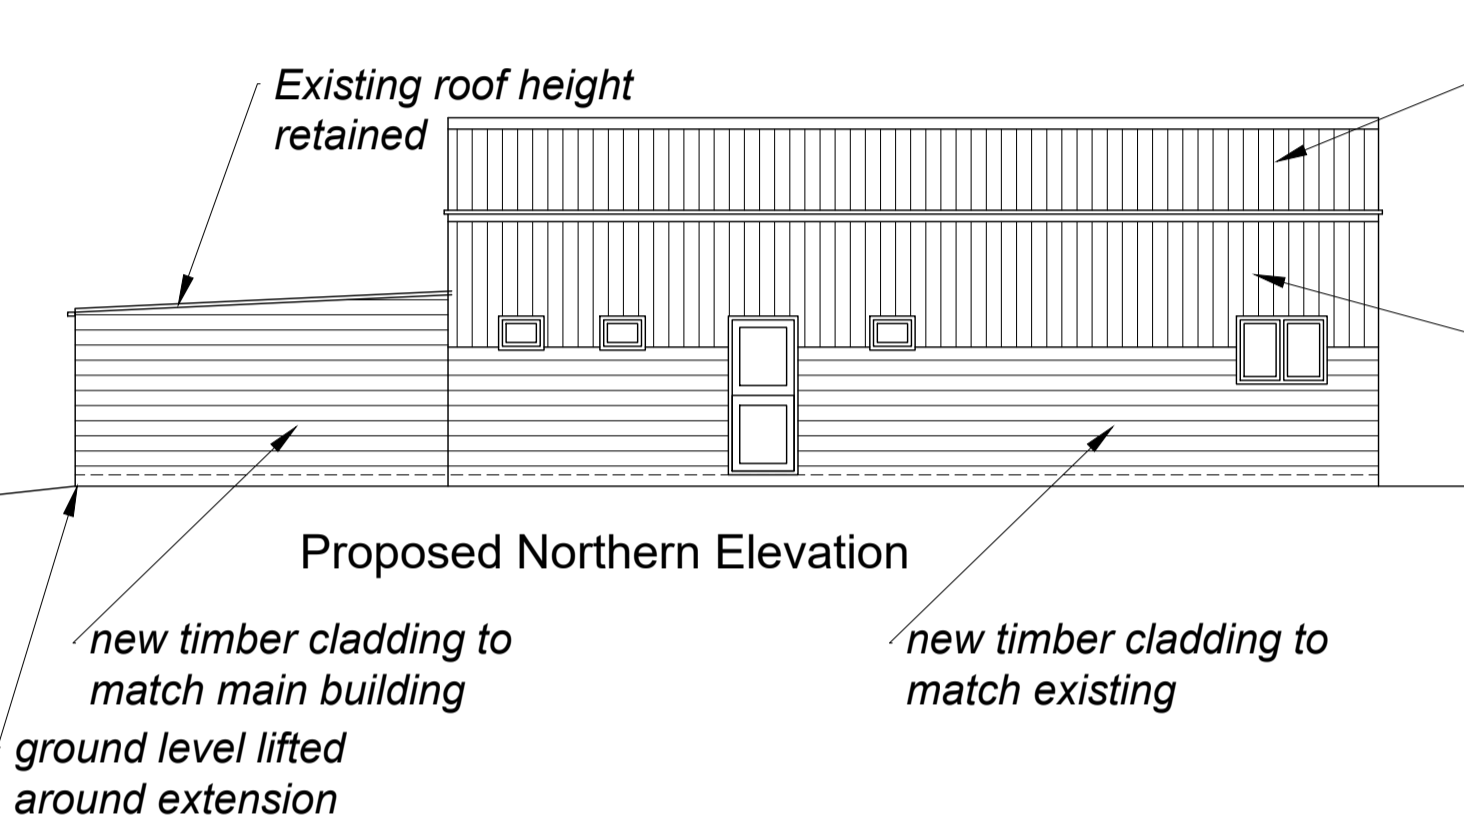 Existing roof height
retained
Proposed Northern Elevation
new timber cladding to
match main building
new timber cladding to
match existing
ground level lifted
around extension